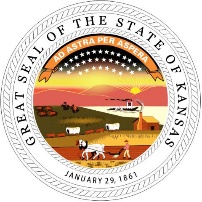 GREAT SEAL OF THE STATE OF KANSAS
AD ASTRA PER ASPERA
JANUARY 29, 1861